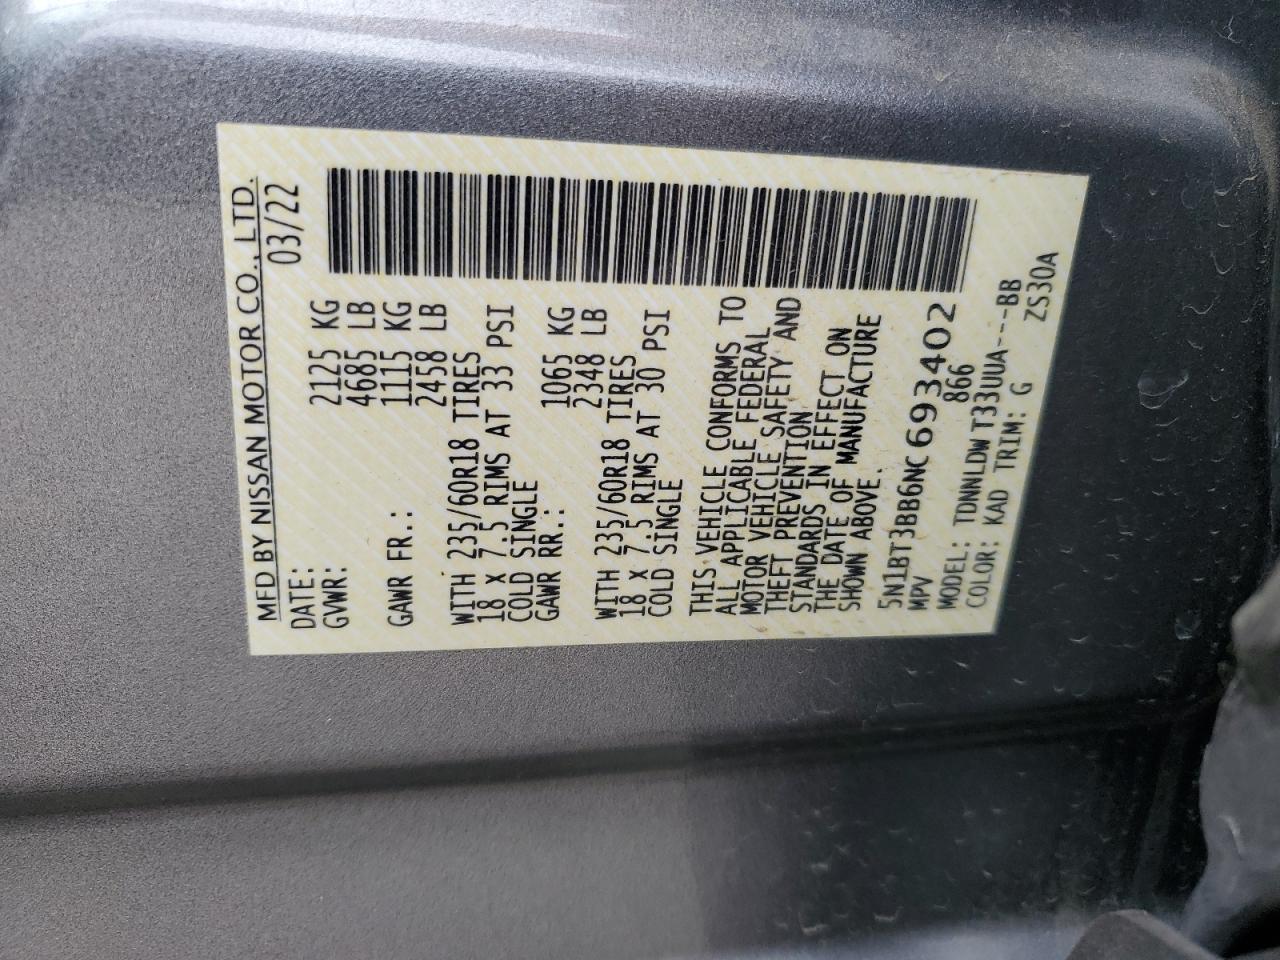 MFD BY NISSAN MOTOR CO., LTD.
DATE: 03/22
GVWR: 2125 KG
4685 LB
GAWR FR.: 1115 KG
2458 LB
WITH 235/60R18 TIRES
18 X 7.5 RIMS AT 33 PSI
COLD SINGLE
GAWR RR.: 1065 KG
2348 LB
WITH 235/60R18 TIRES
18 X 7.5 RIMS AT 30 PSI
COLD SINGLE
THIS VEHICLE CONFORMS TO
ALL APPLICABLE FEDERAL
MOTOR VEHICLE SAFETY AND
THEFT PREVENTION
STANDARDS IN EFFECT ON
THE DATE OF MANUFACTURE
SHOWN ABOVE.
5N1BT3BB6NC693402
MPV 866
MODEL: TDNNLDW T33UUA----BB
COLOR: KAD TRIM: G ZS30A